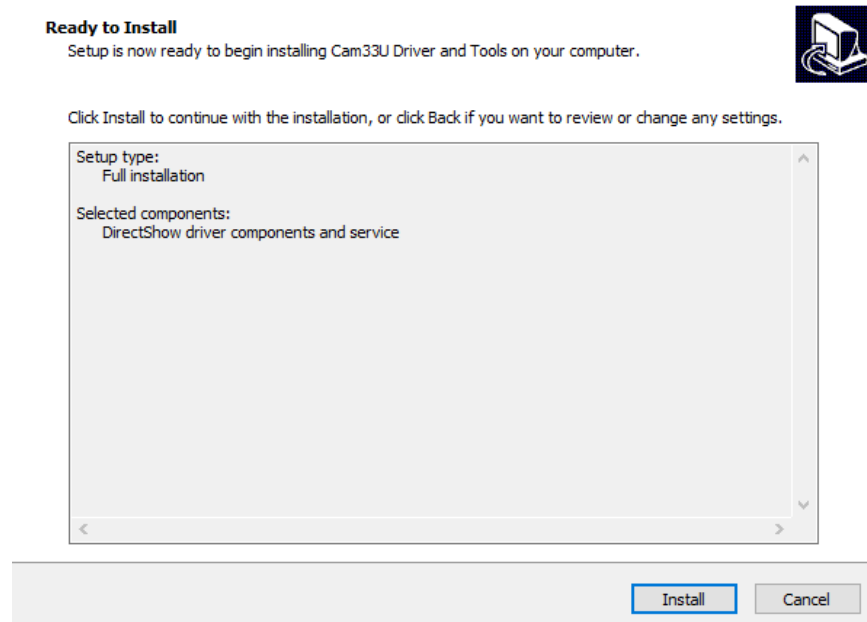 Ready to Install
Setup is now ready to begin installing Cam33U Driver and Tools on your computer.
Click Install to continue with the installation, or click Back if you want to review or change any settings.
Setup type:
Full installation
Selected components:
DirectShow driver components and service
Install
Cancel